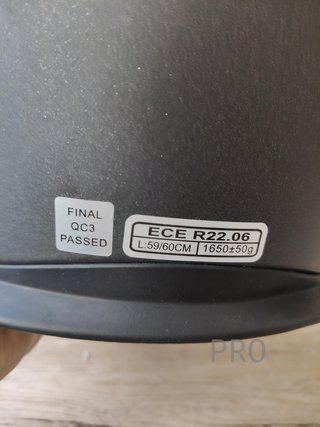 FINAL
QC3
PASSED
ECE R22.06
L:59/60CM 1650±50g
PRO